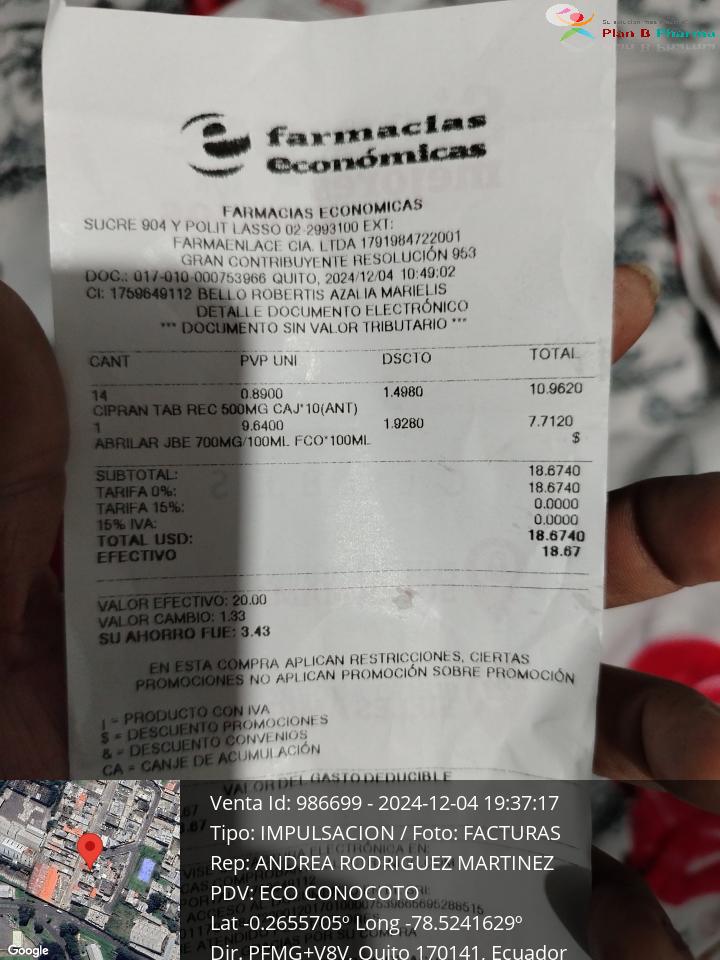 Su solucion mas
Plan B Pharma
farmacias
económicas
FARMACIAS ECONOMICAS
SUCRE 904 Y POLIT LASSO 02-2993100 EXT:
FARMAENLACE CIA. LTDA 1791984722001
GRAN CONTRIBUYENTE RESOLUCIÓN 953
DOC.: 017-010-000753966 QUITO, 2024/12/04 10:49:02
CI: 1759649112 BELLO ROBERTIS AZALIA MARIELIS
DETALLE DOCUMENTO ELECTRÓNICO
*** DOCUMENTO SIN VALOR TRIBUTARIO ***
CANT PVP UNI DSCTO TOTAL
14 0.8900 1.4980 10.9620
CIPRAN TAB REC 500MG CAJ*10(ANT)
1 9.6400 1.9280 7.7120
ABRILAR JBE 700MG/100ML FCO*100ML $
SUBTOTAL: 18.6740
TARIFA 0%: 18.6740
TARIFA 15%: 0.0000
15% IVA: 0.0000
TOTAL USD: 18.6740
EFECTIVO 18.67
VALOR EFECTIVO: 20.00
VALOR CAMBIO: 1.33
SU AHORRO FUE: 3.43
EN ESTA COMPRA APLICAN RESTRICCIONES, CIERTAS
PROMOCIONES NO APLICAN PROMOCIÓN SOBRE PROMOCIÓN
| = PRODUCTO CON IVA
$ = DESCUENTO PROMOCIONES
& = DESCUENTO CONVENIOS
CA = CANJE DE ACUMULACIÓN
VALOR DEL GASTO DEDUCIBLE
Venta Id: 986699 - 2024-12-04 19:37:17
Tipo: IMPULSACION / Foto: FACTURAS
Rep: ANDREA RODRIGUEZ MARTINEZ
PDV: ECO CONOCOTO
Lat -0.2655705º Long -78.5241629º
Dir. PFMG+V8V, Quito 170141, Ecuador
Google